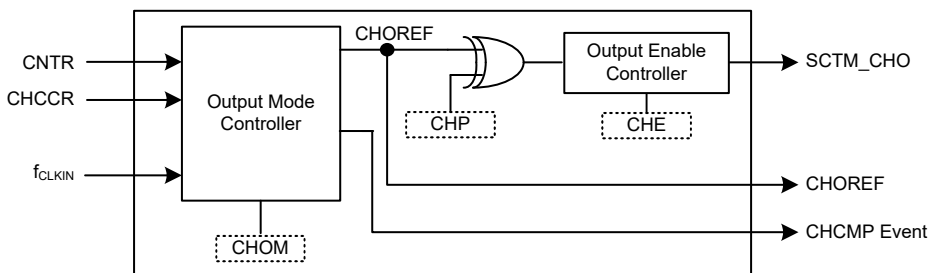 CNTR
CHCCR
fCLKIN
Output Mode
Controller
CHOM
CHOREF
CHP
Output Enable
Controller
CHE
SCTM_CHO
CHOREF
CHCMP Event